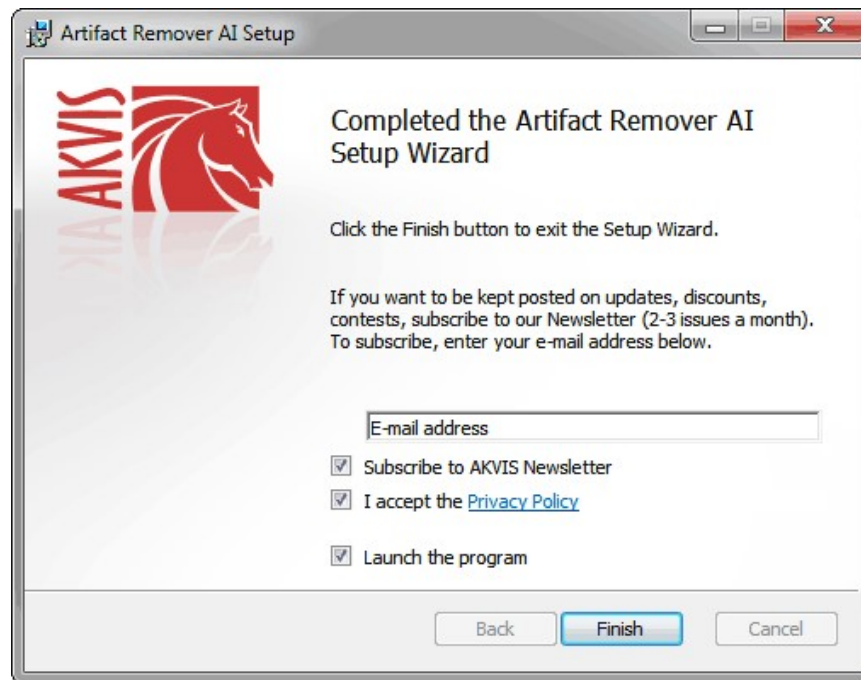 Artifact Remover AI Setup
AKVIS
Completed the Artifact Remover AI
Setup Wizard
Click the Finish button to exit the Setup Wizard.
If you want to be kept posted on updates, discounts,
contests, subscribe to our Newsletter (2-3 issues a month).
To subscribe, enter your e-mail address below.
E-mail address
Subscribe to AKVIS Newsletter
I accept the Privacy Policy
Launch the program
Back Finish Cancel